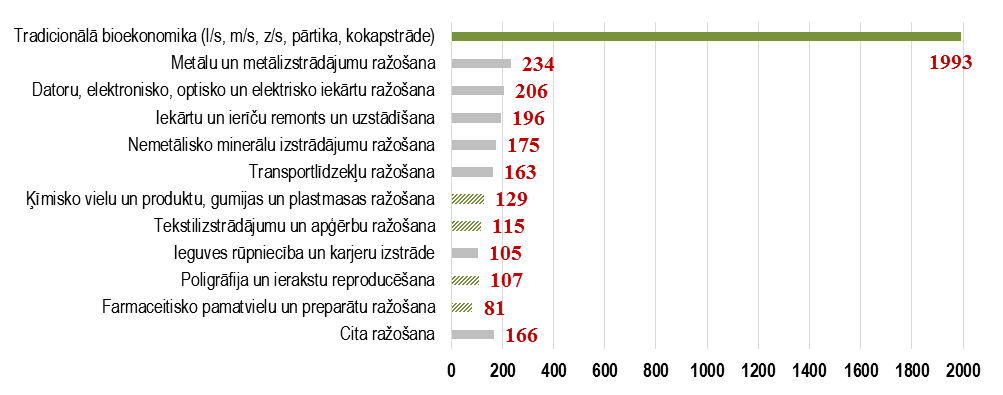 Tradicionālā bioekonomika (l/s, m/s, z/s, pārtika, kokapstrāde)
1993
Metālu un metālizstrādājumu ražošana 234
Datoru, elektronisko, optisko un elektrisko iekārtu ražošana 206
Iekārtu un ierīču remonts un uzstādīšana 196
Nemetālisko minerālu izstrādājumu ražošana 175
Transportlīdzekļu ražošana 163
Ķīmisko vielu un produktu, gumijas un plastmasas ražošana 129
Tekstilizstrādājumu un apģērbu ražošana 115
Ieguves rūpniecība un karjeru izstrāde 105
Poligrāfija un ierakstu reproducēšana 107
Farmaceitisko pamatvielu un preparātu ražošana 81
Cita ražošana 166
0 200 400 600 800 1000 1200 1400 1600 1800 2000